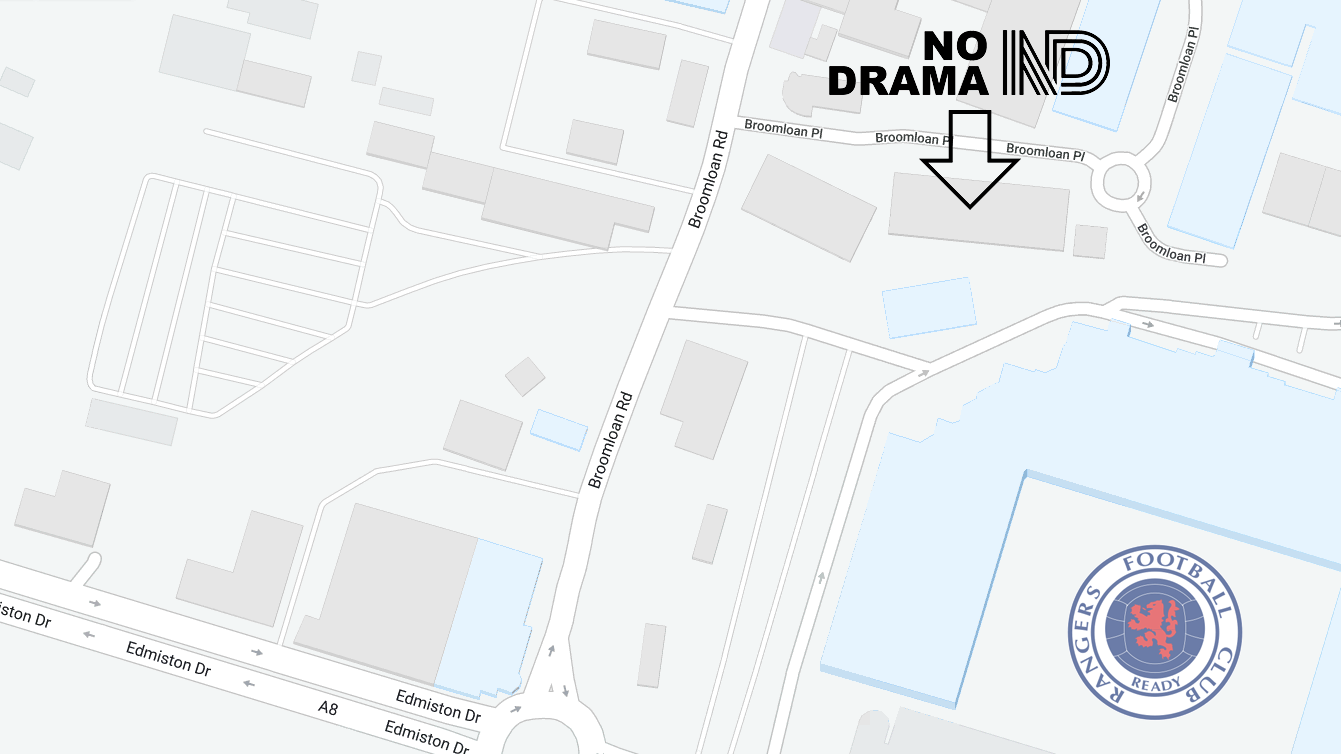 NO
DRAMA ND
Broomloan Pl
Broomloan Pl
Broomloan Pl
Broomloan Pl
Broomloan Pl
Broomloan Rd
Broomloan Rd
iston Dr
Edmiston Dr
A8
Edmiston Dr
Edmiston Dr
RANGERS FOOTBALL CLUB
READY